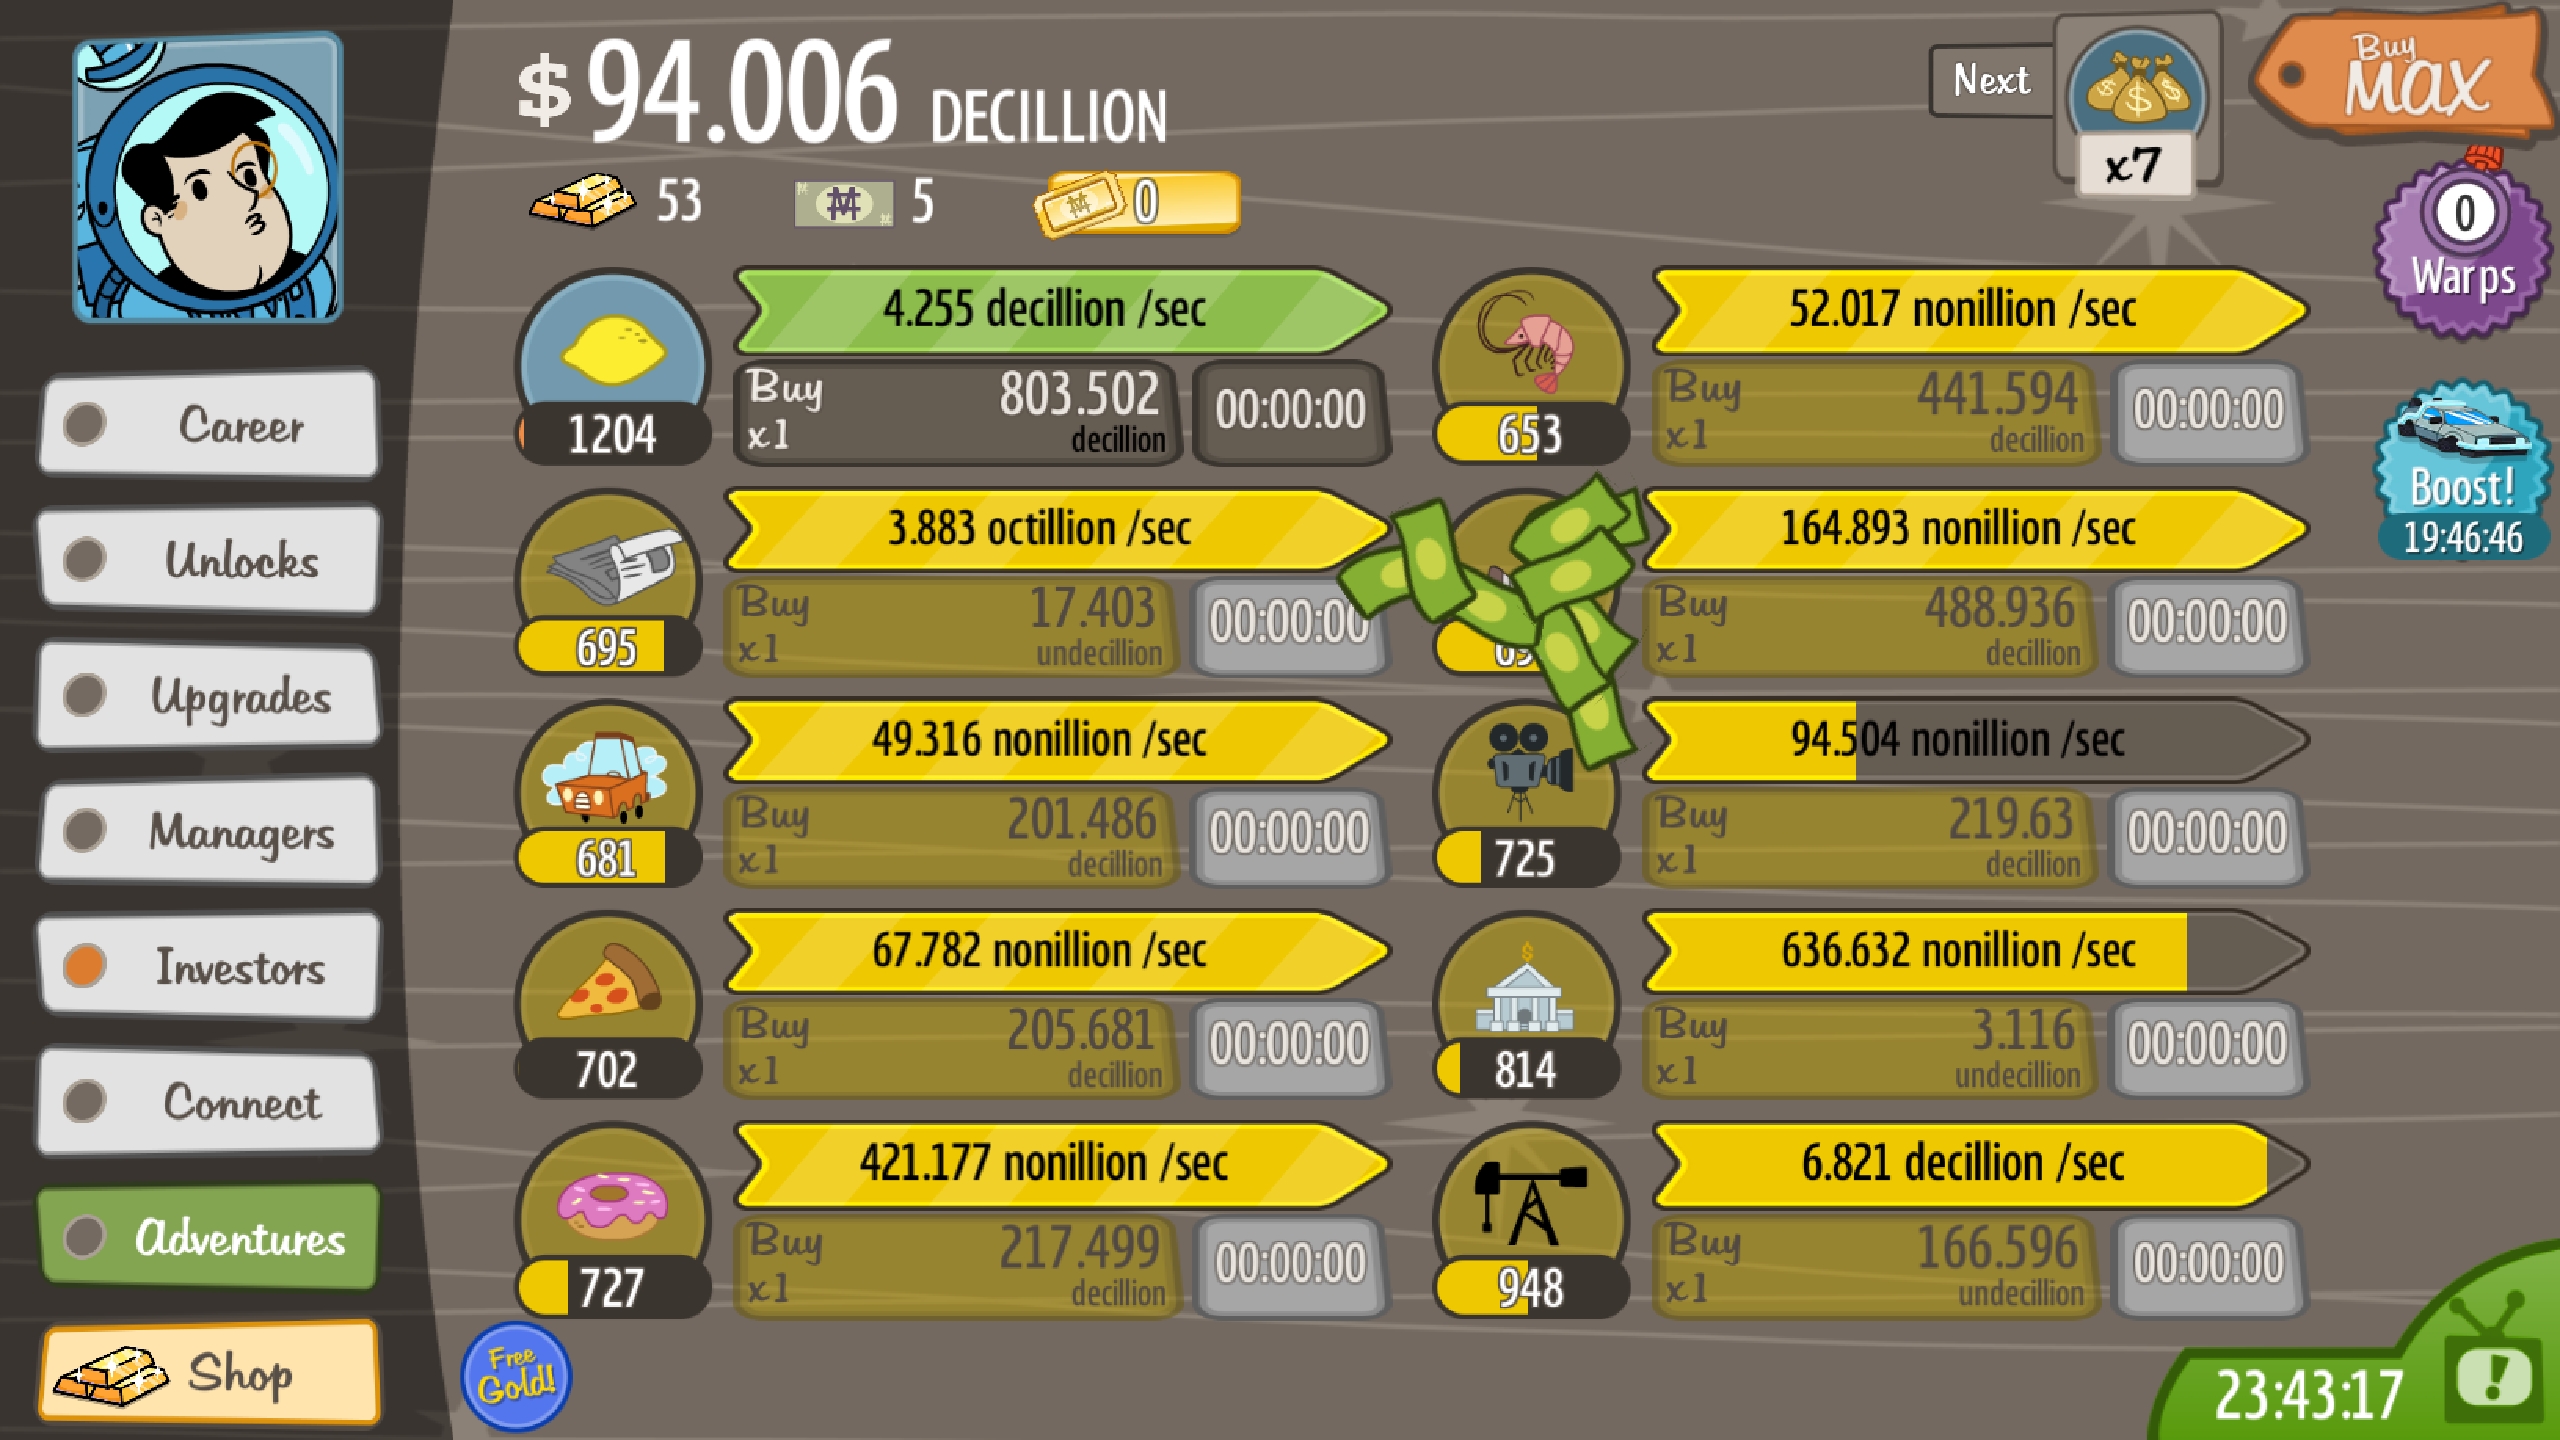 $94.006 DECILLION
53
5
0
Next
x7
Buy
MAX
0
Warps
Boost!
19:46:46
Career
Unlocks
Upgrades
Managers
Investors
Connect
Adventures
Shop
4.255 decillion /sec
Buy
x1
803.502
decillion
00:00:00
1204
52.017 nonillion /sec
Buy
x1
441.594
decillion
00:00:00
653
3.883 octillion /sec
Buy
x1
17.403
undecillion
00:00:00
695
164.893 nonillion /sec
Buy
x1
488.936
decillion
00:00:00
49.316 nonillion /sec
Buy
x1
201.486
decillion
00:00:00
681
94.504 nonillion /sec
Buy
x1
219.63
decillion
00:00:00
725
67.782 nonillion /sec
Buy
x1
205.681
decillion
00:00:00
702
636.632 nonillion /sec
Buy
x1
3.116
undecillion
00:00:00
814
421.177 nonillion /sec
Buy
x1
217.499
decillion
00:00:00
727
6.821 decillion /sec
Buy
x1
166.596
undecillion
00:00:00
948
Free
Gold!
23:43:17
!